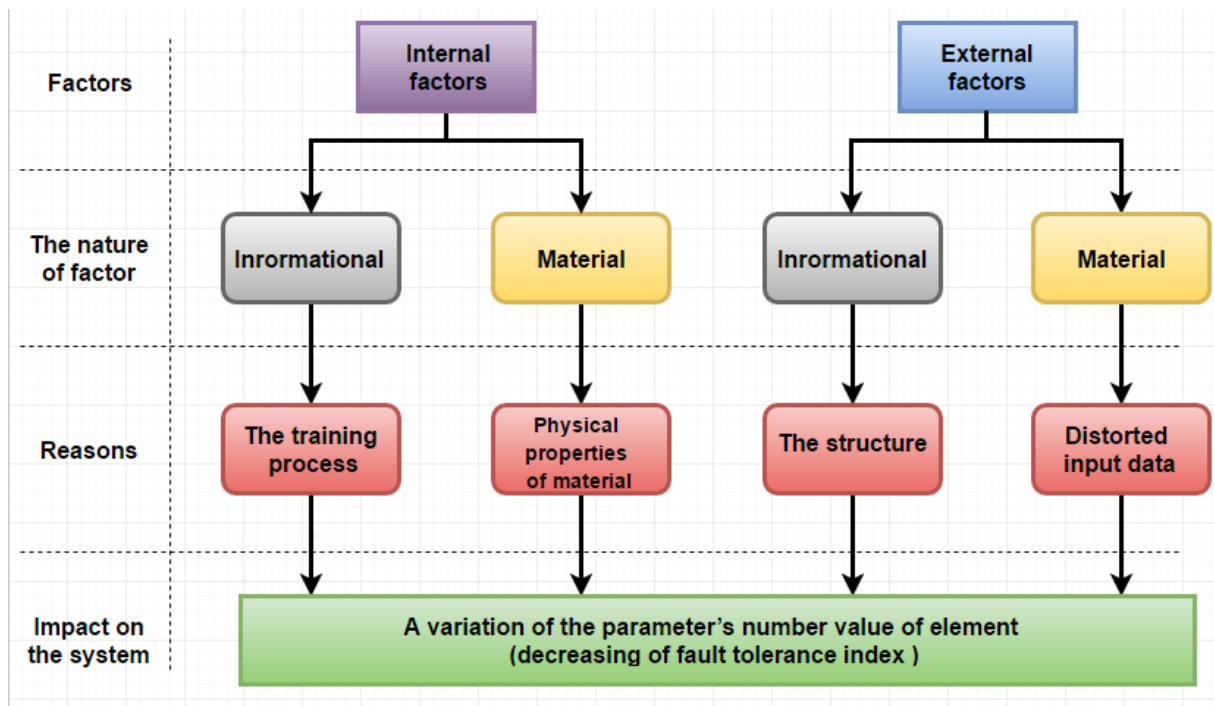 Factors
Internal
factors
External
factors
The nature
of factor
Inrormational
Material
Inrormational
Material
Reasons
The training
process
Physical
properties
of material
The structure
Distorted
input data
Impact on
the system
A variation of the parameter’s number value of element
(decreasing of fault tolerance index )